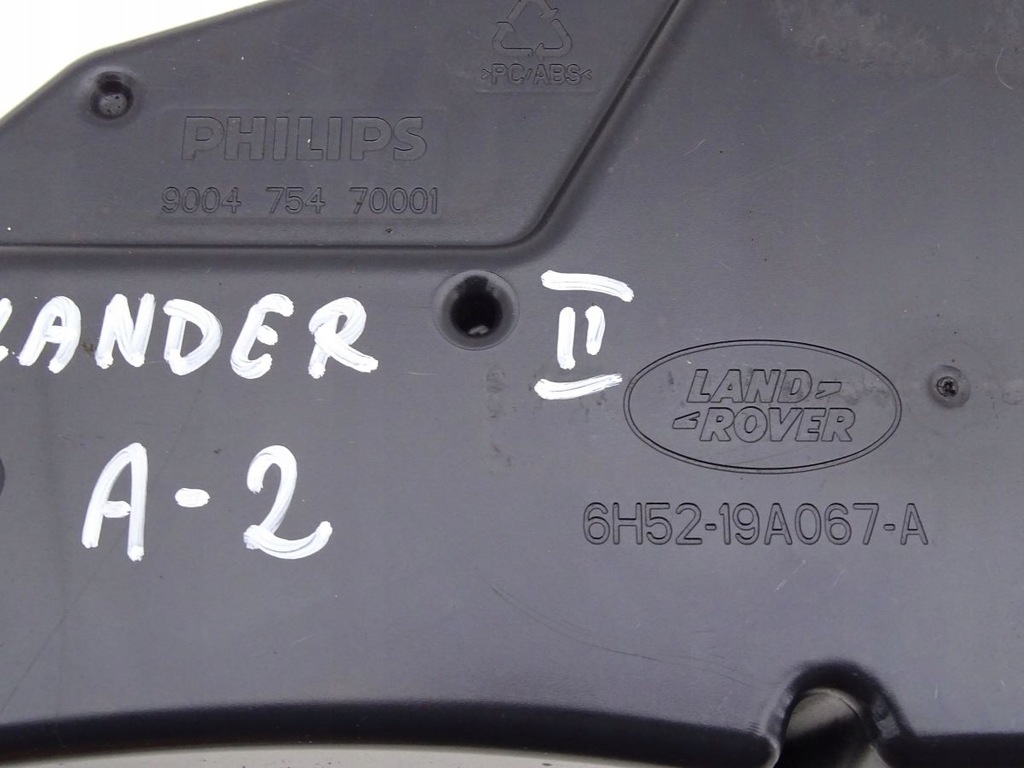 >PC/ABS<
PHILIPS
9004 754 70001
LANDER II
LAND
ROVER
A-2
6H52-19A067-A